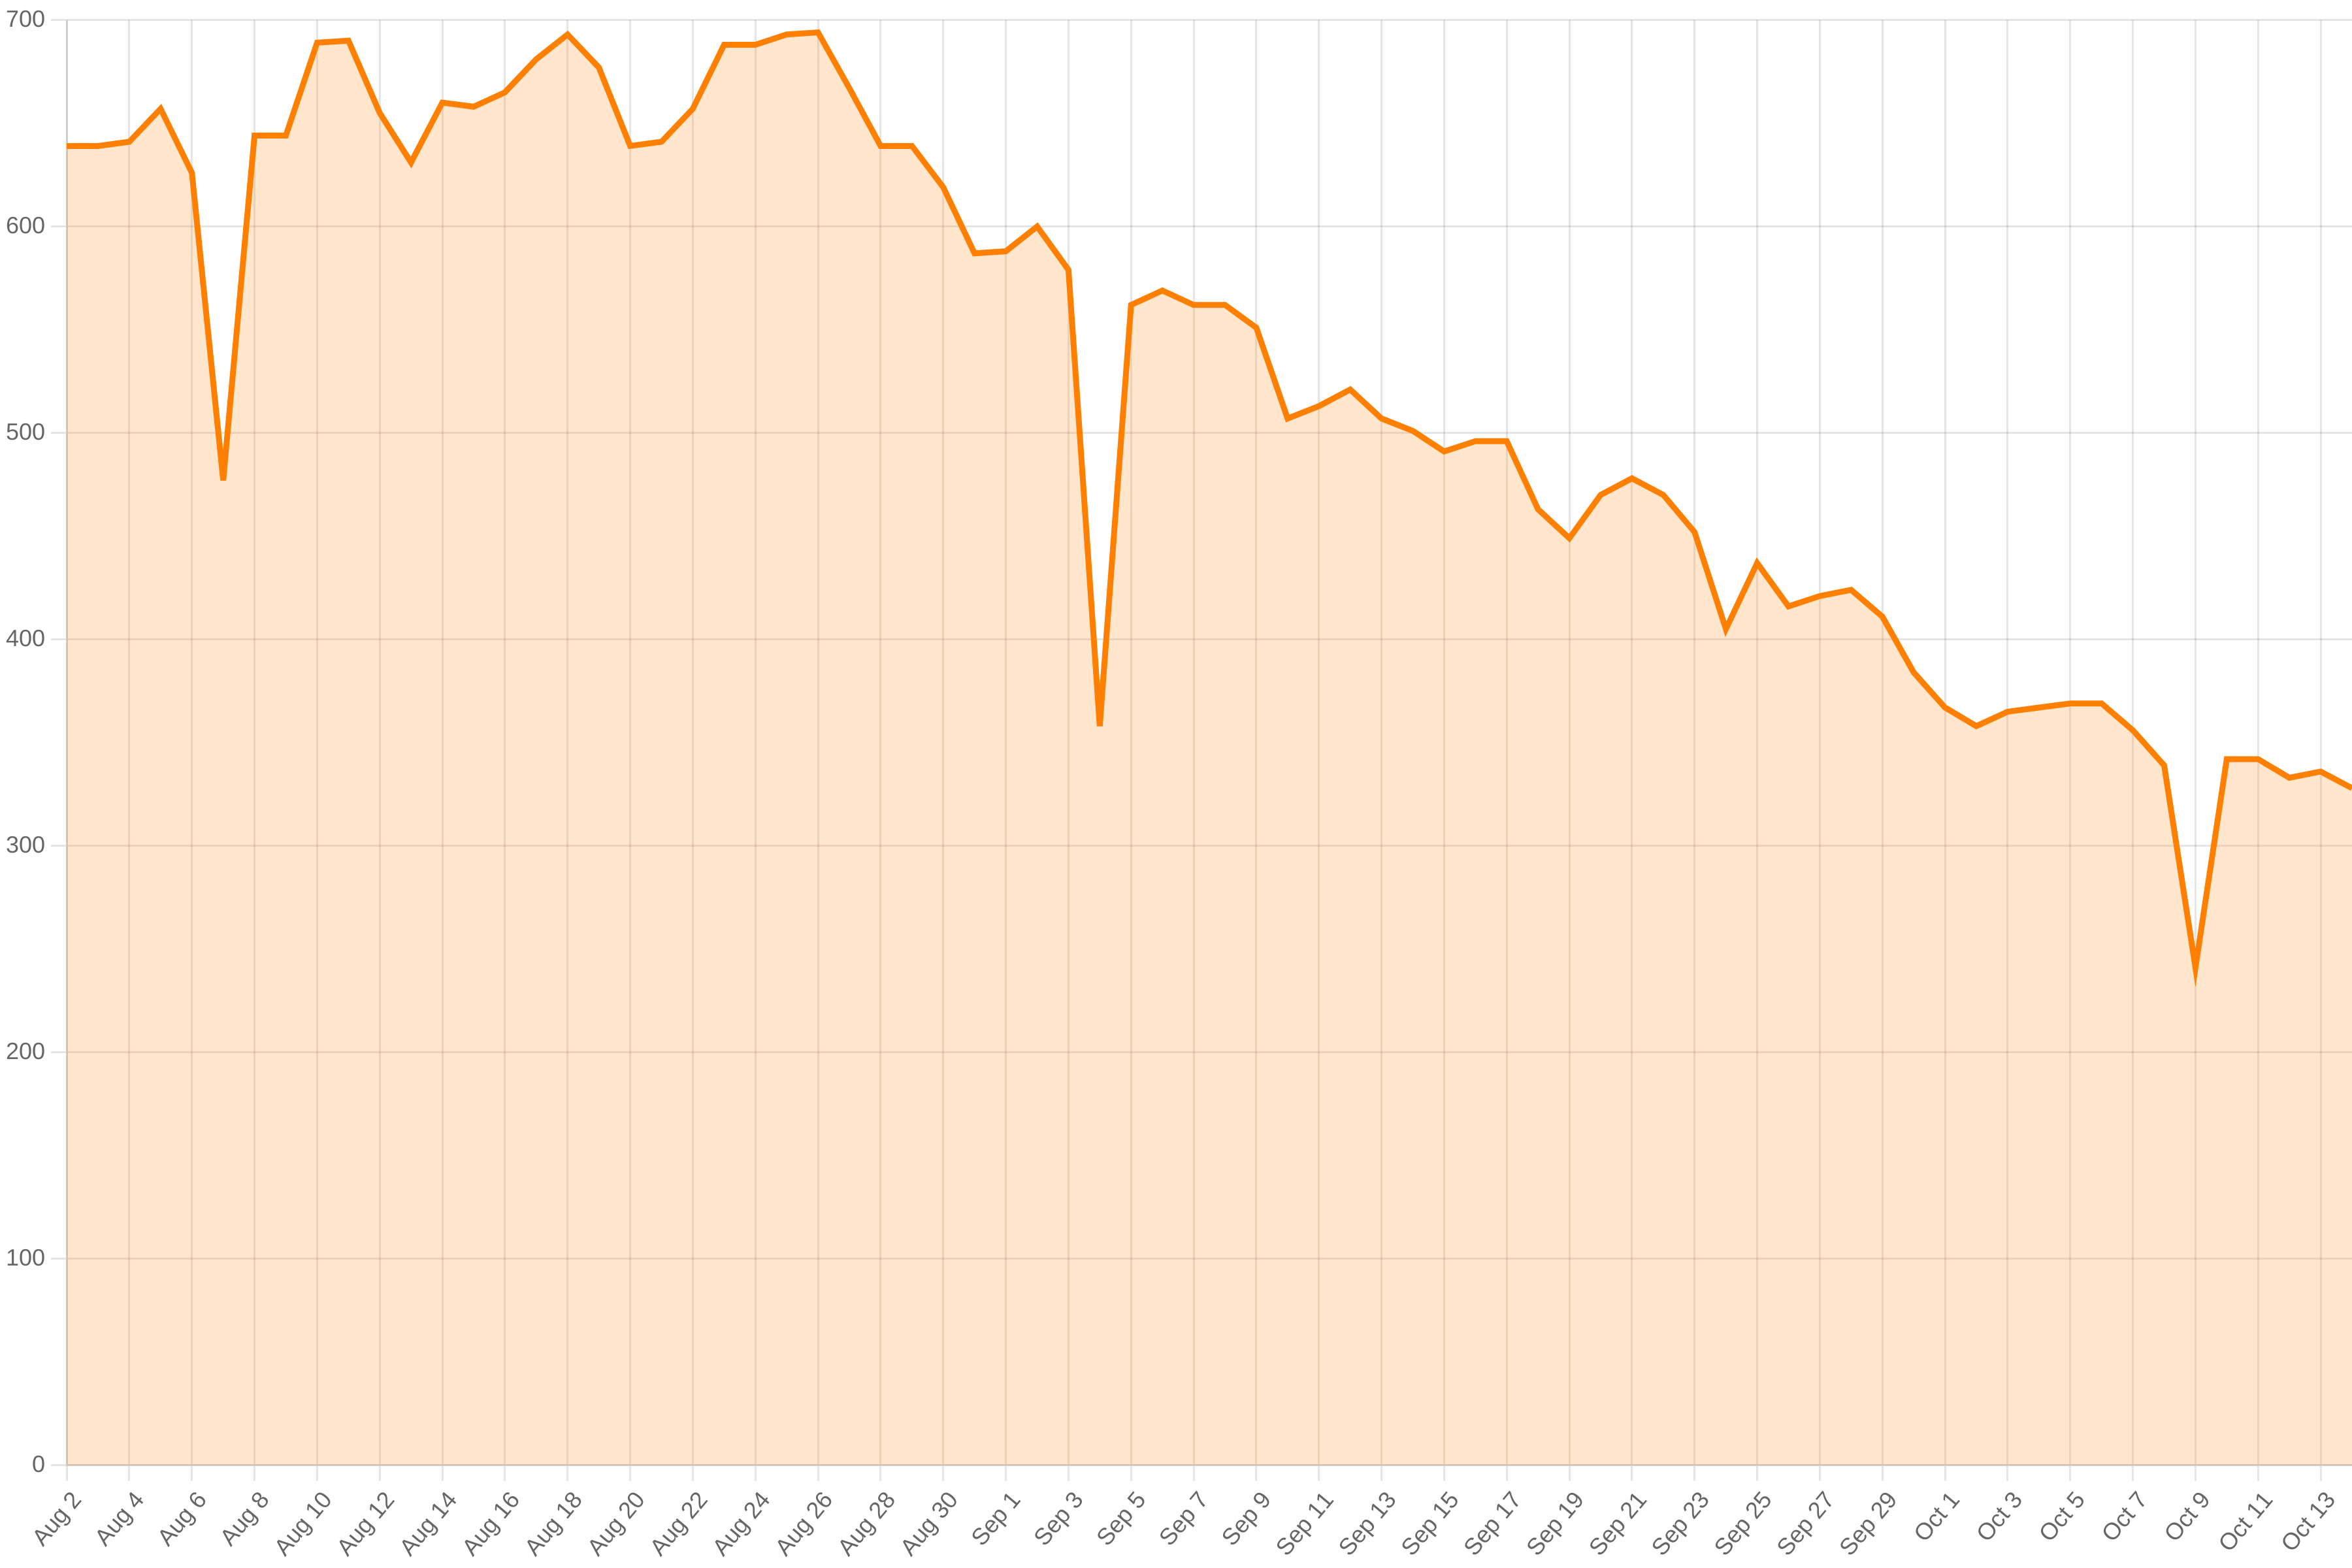 700
600
500
400
300
200
100
0
Aug 2
Aug 4
Aug 6
Aug 8
Aug 10
Aug 12
Aug 14
Aug 16
Aug 18
Aug 20
Aug 22
Aug 24
Aug 26
Aug 28
Aug 30
Sep 1
Sep 3
Sep 5
Sep 7
Sep 9
Sep 11
Sep 13
Sep 15
Sep 17
Sep 19
Sep 21
Sep 23
Sep 25
Sep 27
Sep 29
Oct 1
Oct 3
Oct 5
Oct 7
Oct 9
Oct 11
Oct 13